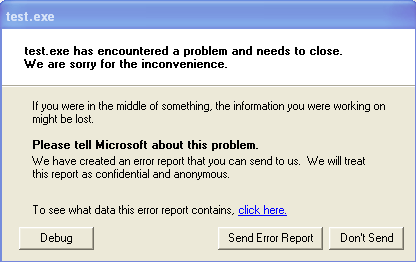 test.exe
test.exe has encountered a problem and needs to close.
We are sorry for the inconvenience.
If you were in the middle of something, the information you were working on
might be lost.
Please tell Microsoft about this problem.
We have created an error report that you can send to us. We will treat
this report as confidential and anonymous.
To see what data this error report contains, click here.
Debug
Send Error Report
Don't Send